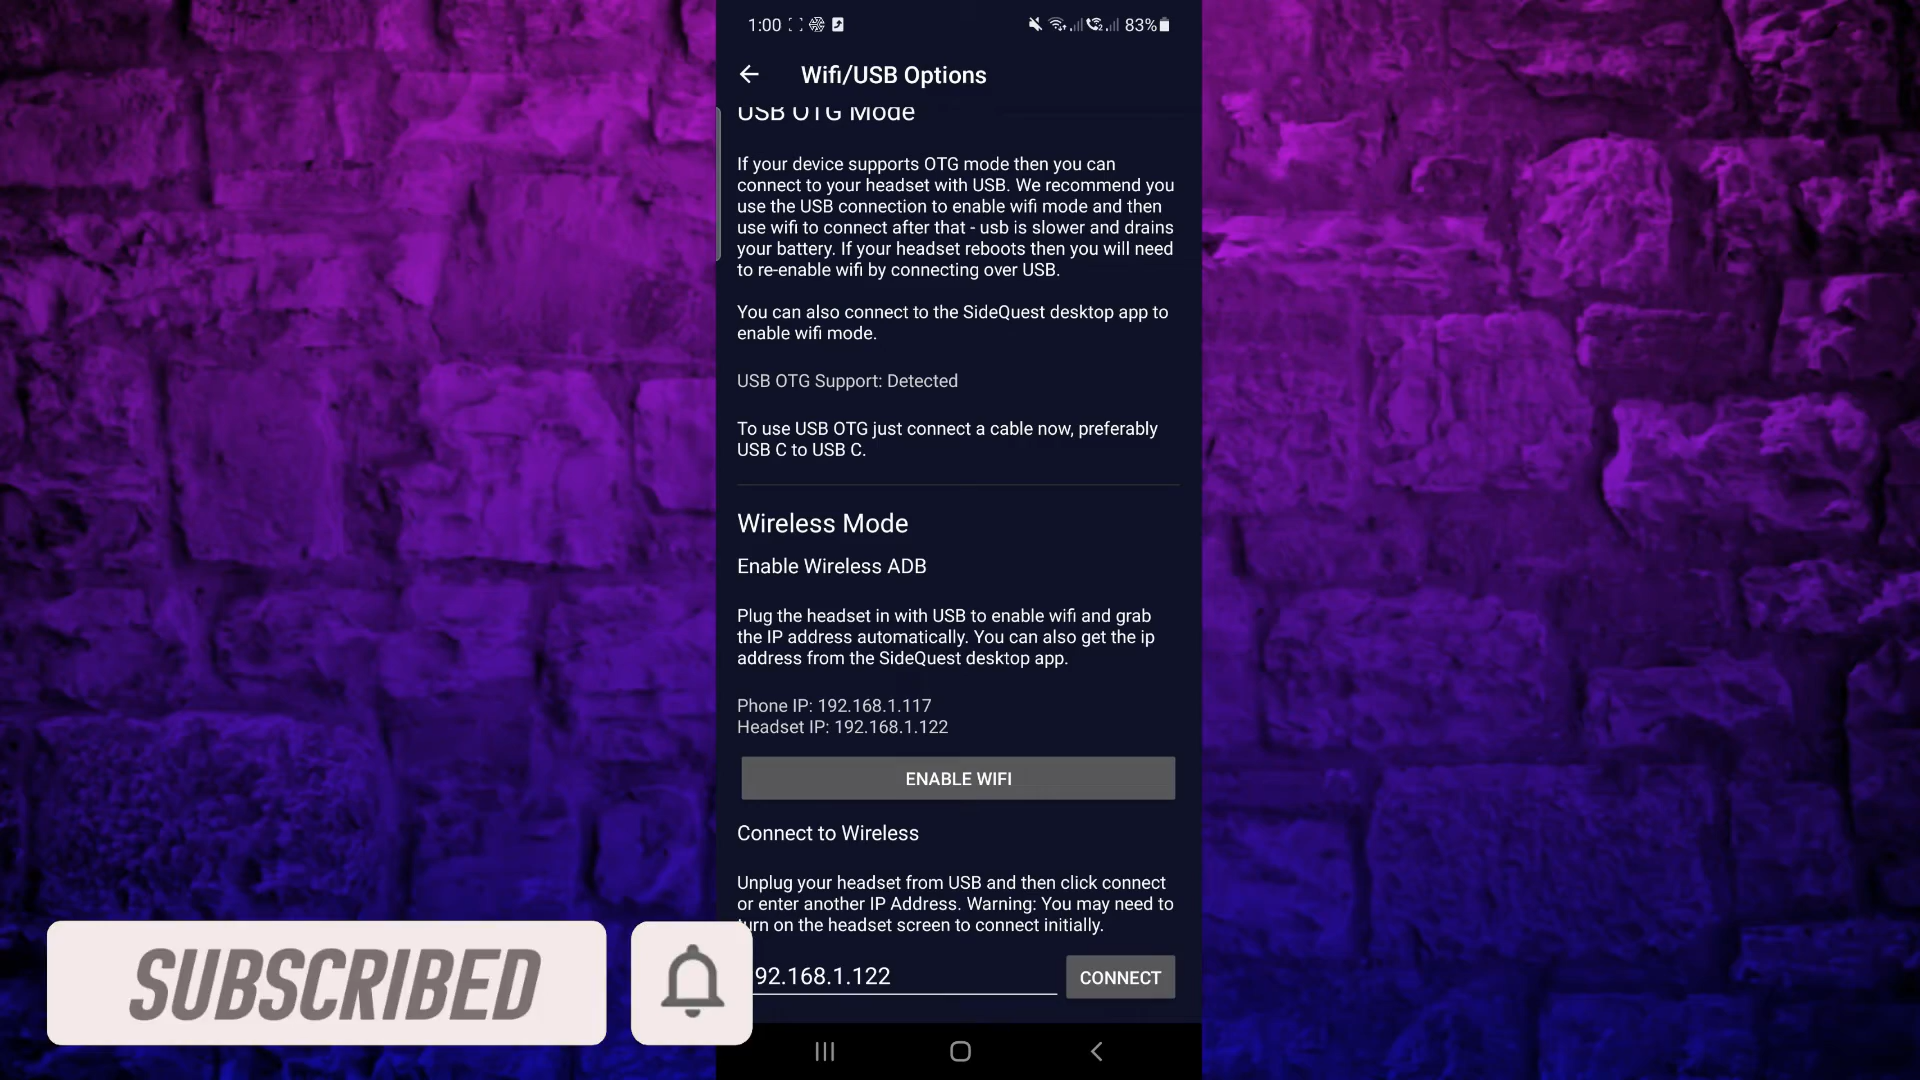 1:00
83%
Wifi/USB Options
USB OTG Mode
If your device supports OTG mode then you can
connect to your headset with USB. We recommend you
use the USB connection to enable wifi mode and then
use wifi to connect after that - usb is slower and drains
your battery. If your headset reboots then you will need
to re-enable wifi by connecting over USB.
You can also connect to the SideQuest desktop app to
enable wifi mode.
USB OTG Support: Detected
To use USB OTG just connect a cable now, preferably
USB C to USB C.
Wireless Mode
Enable Wireless ADB
Plug the headset in with USB to enable wifi and grab
the IP address automatically. You can also get the ip
address from the SideQuest desktop app.
Phone IP: 192.168.1.117
Headset IP: 192.168.1.122
ENABLE WIFI
Connect to Wireless
Unplug your headset from USB and then click connect
or enter another IP Address. Warning: You may need to
urn on the headset screen to connect initially.
92.168.1.122
CONNECT
SUBSCRIBED